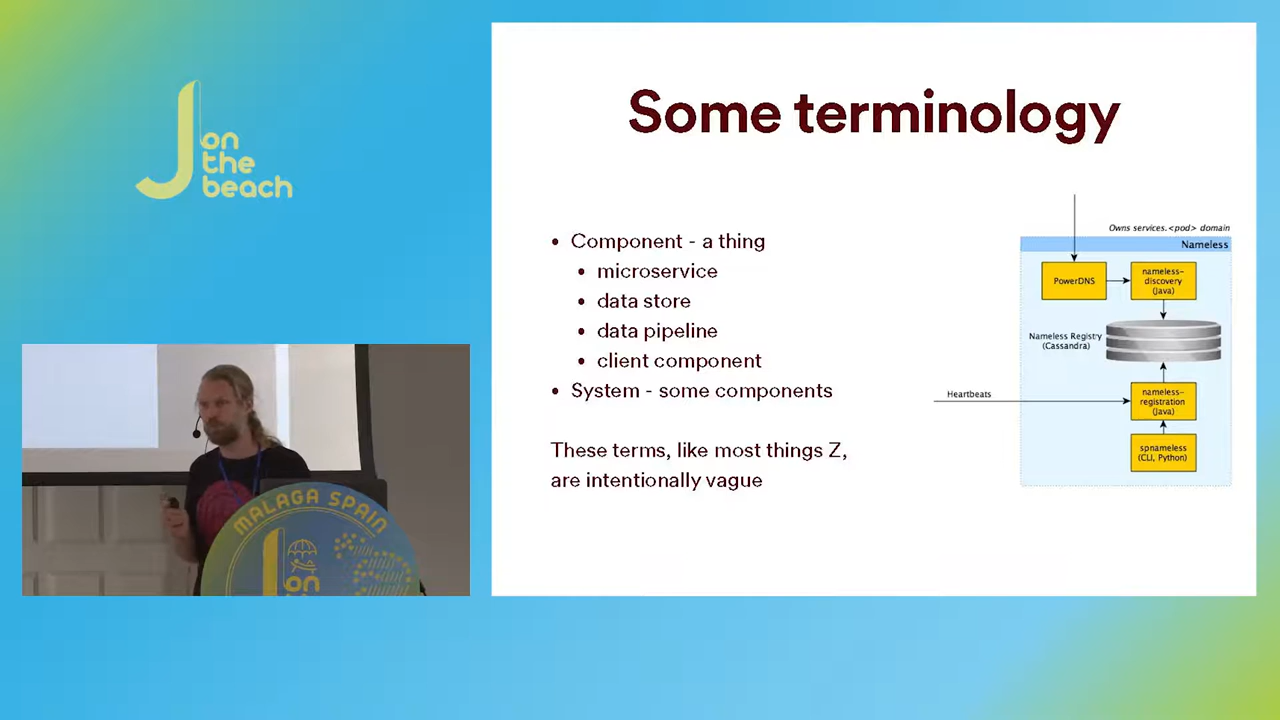 J on
the
beach
Some terminology
• Component - a thing
• microservice
• data store
• data pipeline
• client component
• System - some components
These terms, like most things Z,
are intentionally vague
Owns services.<pod> domain
Nameless
PowerDNS
nameless-
discovery
(Java)
Nameless Registry
(Cassandra)
Heartbeats
nameless-
registration
(Java)
spnameless
(CLI, Python)
MALAGA SPAIN
J on